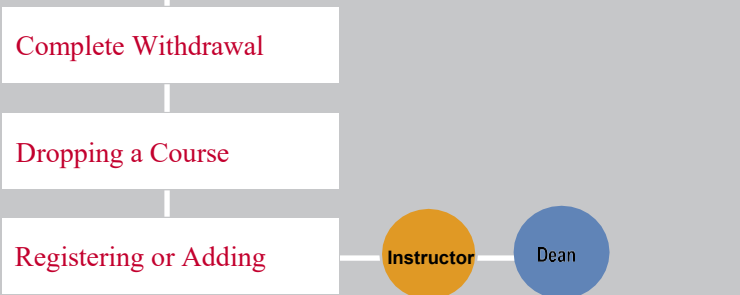 Complete Withdrawal
Dropping a Course
Registering or Adding
Instructor
Dean